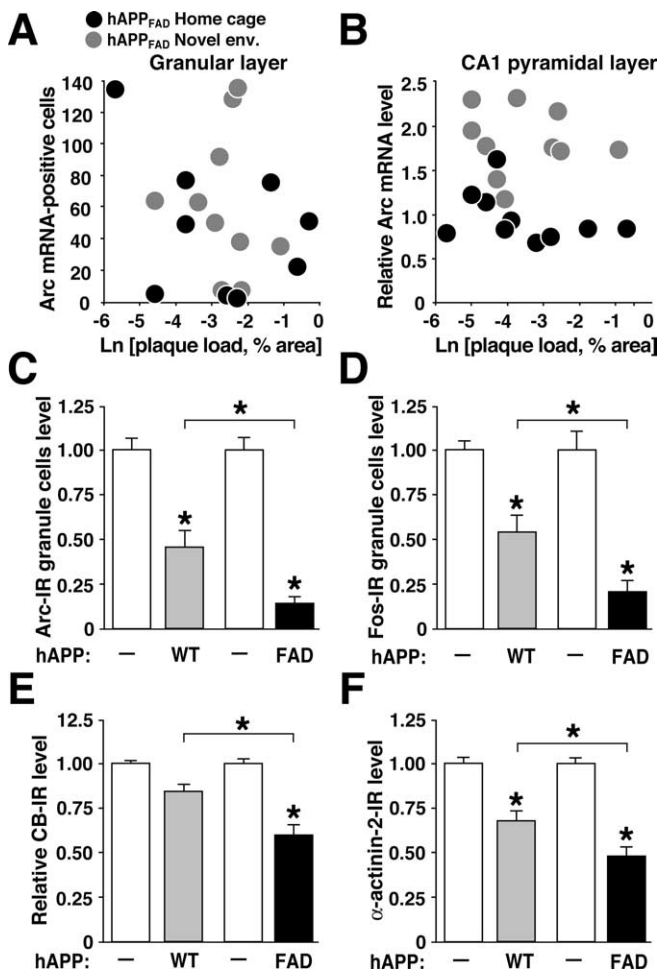 A
hAPPFAD Home cage
hAPPFAD Novel env.
B
Granular layer
CA1 pyramidal layer
Arc mRNA-positive cells
140
120
100
80
60
40
20
0
-6 -5 -4 -3 -2 -1 0
Ln [plaque load, % area]
Relative Arc mRNA level
2.5
2.0
1.5
1.0
0.5
0
-6 -5 -4 -3 -2 -1 0
Ln [plaque load, % area]
C
Arc-IR granule cells level
1.25
1.00
0.75
0.50
0.25
0
*
*
*
hAPP: — WT — FAD
D
Fos-IR granule cells level
1.25
1.00
0.75
0.50
0.25
0
*
*
*
hAPP: — WT — FAD
E
Relative CB-IR level
12.5
1.00
0.75
0.50
0.25
0
*
*
hAPP: — WT — FAD
F
α-actinin-2-IR level
1.25
1.00
0.75
0.50
0.25
0
*
*
*
hAPP: — WT — FAD